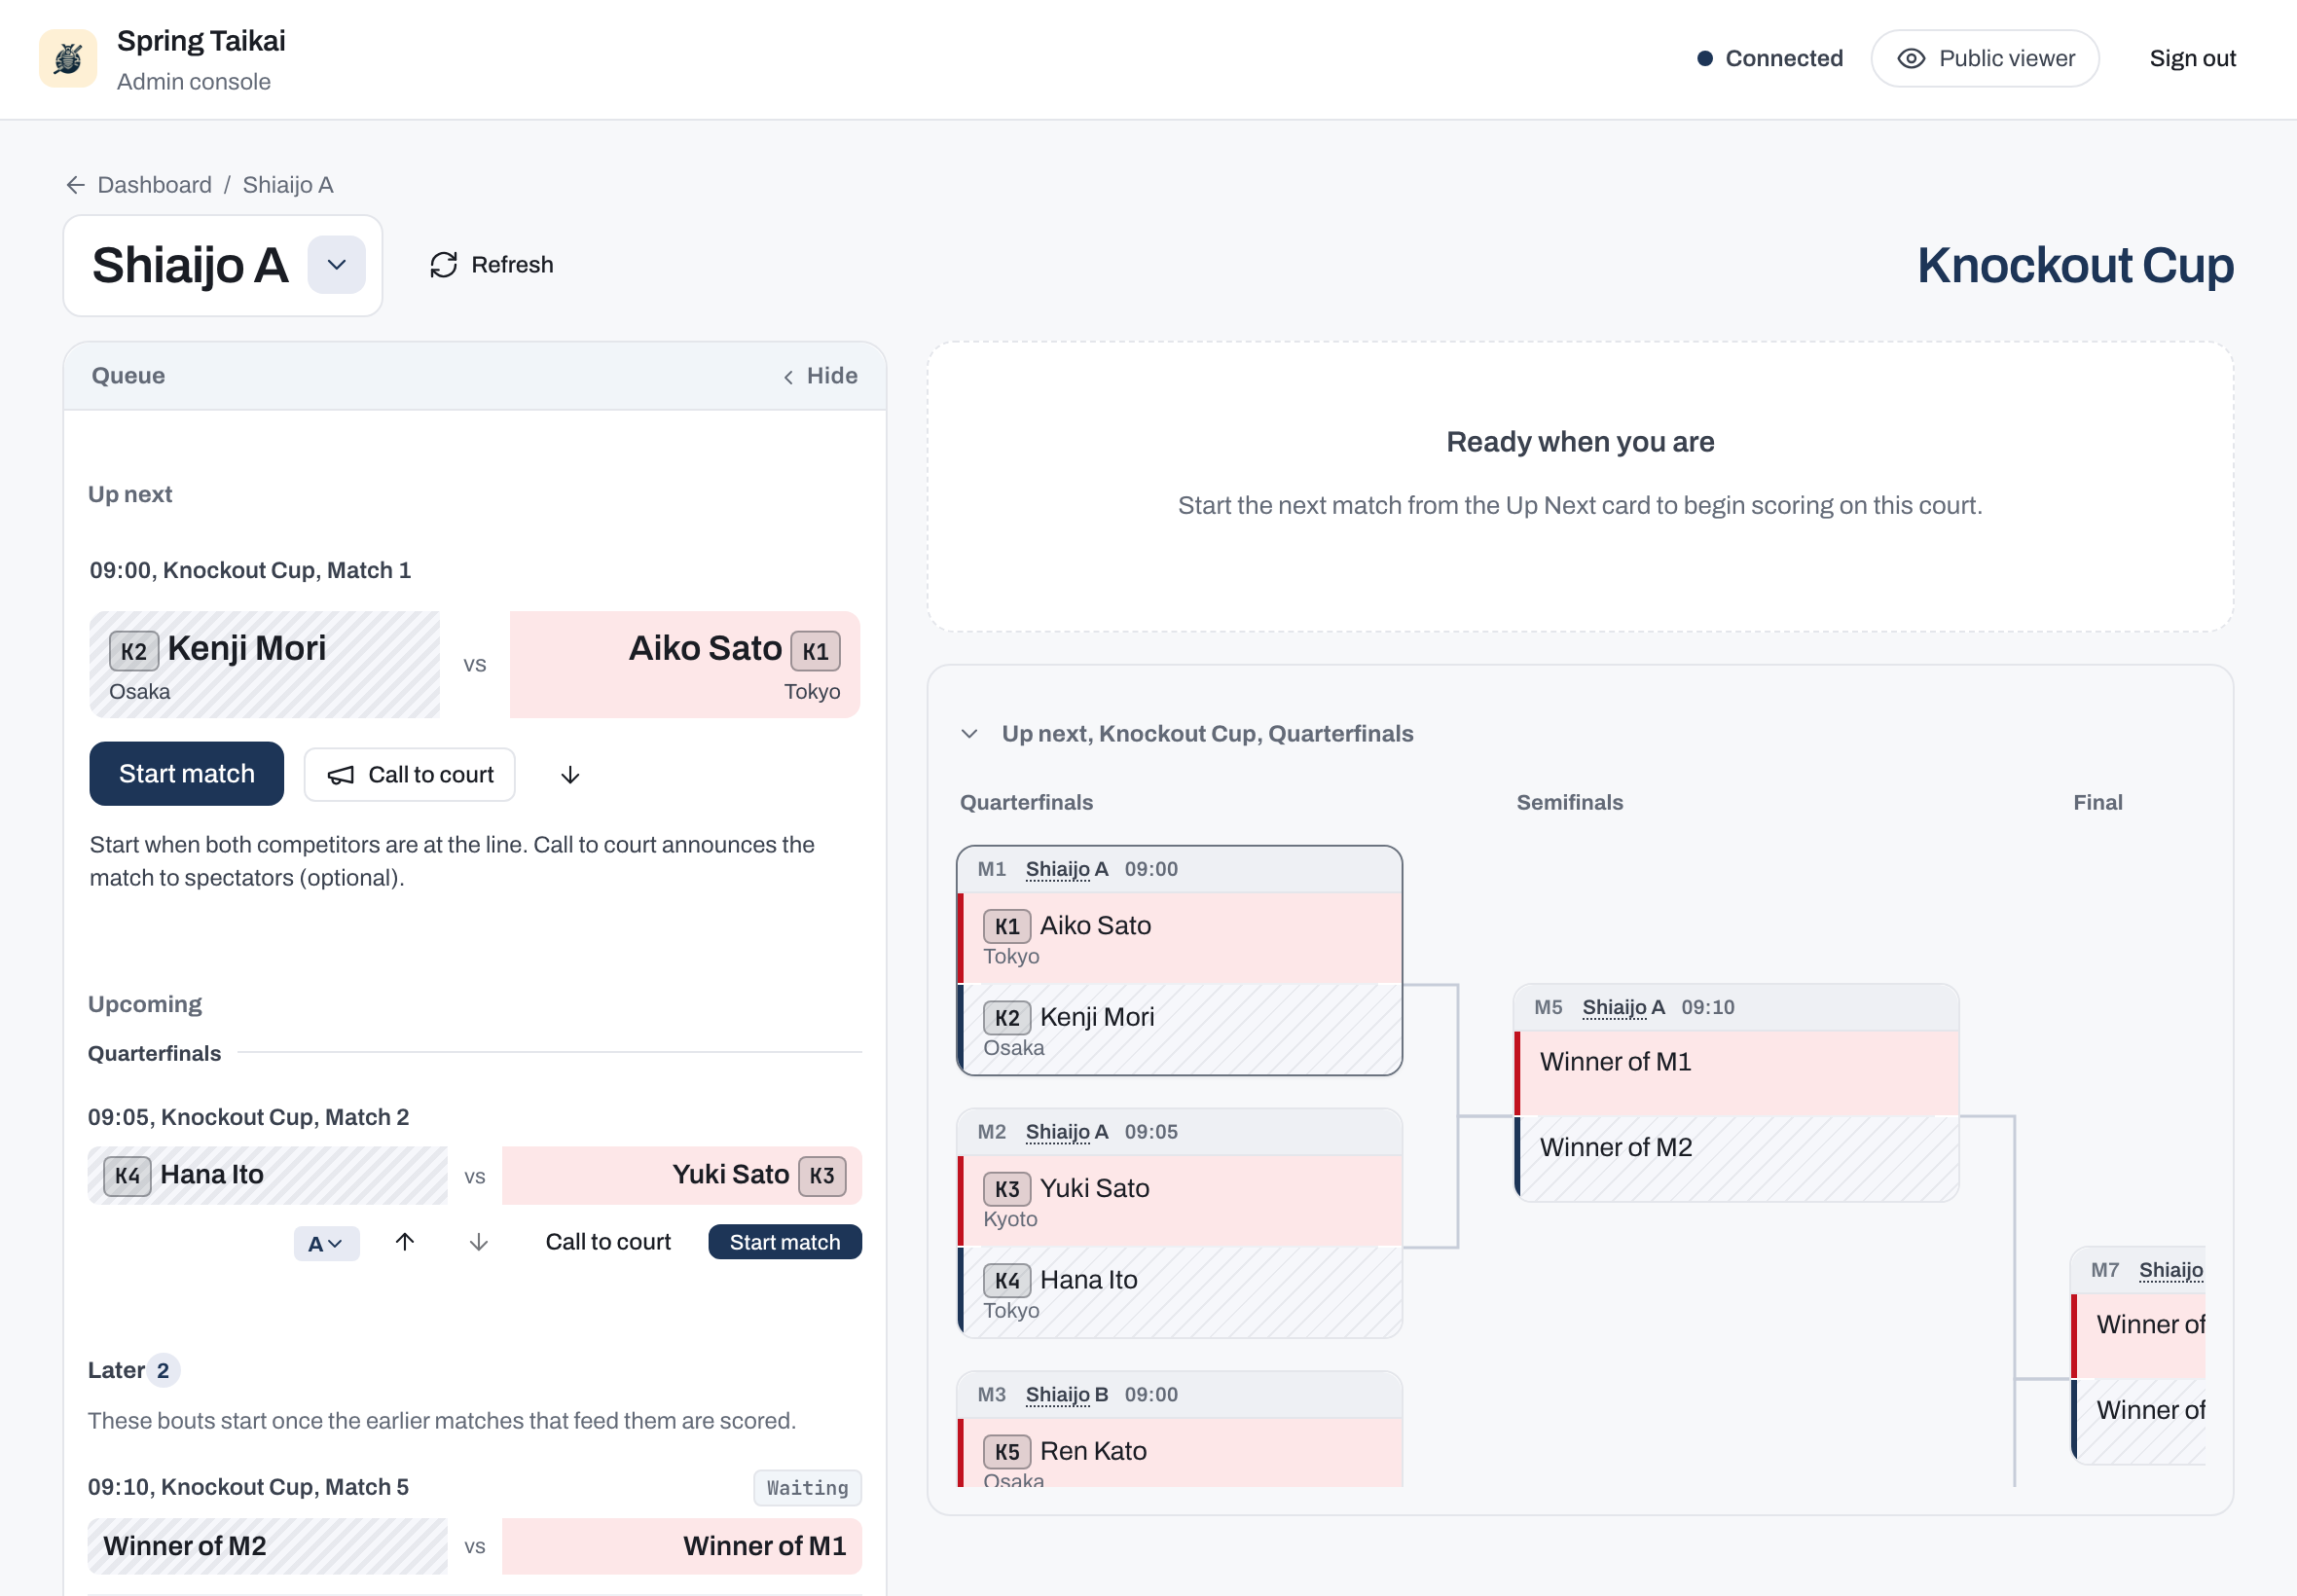 Spring Taikai
Admin console
Connected
Public viewer
Sign out
Dashboard / Shiaijo A
Shiaijo A
Refresh
Knockout Cup
Queue
Hide
Up next
09:00, Knockout Cup, Match 1
K2 Kenji Mori
Osaka
vs
Aiko Sato K1
Tokyo
Start match
Call to court
Start when both competitors are at the line. Call to court announces the
match to spectators (optional).
Upcoming
Quarterfinals
09:05, Knockout Cup, Match 2
K4 Hana Ito
vs
Yuki Sato K3
A
Call to court
Start match
Later 2
These bouts start once the earlier matches that feed them are scored.
09:10, Knockout Cup, Match 5
Waiting
Winner of M2
vs
Winner of M1
Ready when you are
Start the next match from the Up Next card to begin scoring on this court.
Up next, Knockout Cup, Quarterfinals
Quarterfinals
Semifinals
Final
M1 Shiaijo A 09:00
K1 Aiko Sato
Tokyo
K2 Kenji Mori
Osaka
M2 Shiaijo A 09:05
K3 Yuki Sato
Kyoto
K4 Hana Ito
Tokyo
M3 Shiaijo B 09:00
K5 Ren Kato
Osaka
M5 Shiaijo A 09:10
Winner of M1
Winner of M2
M7 Shiaijo
Winner of
Winner of